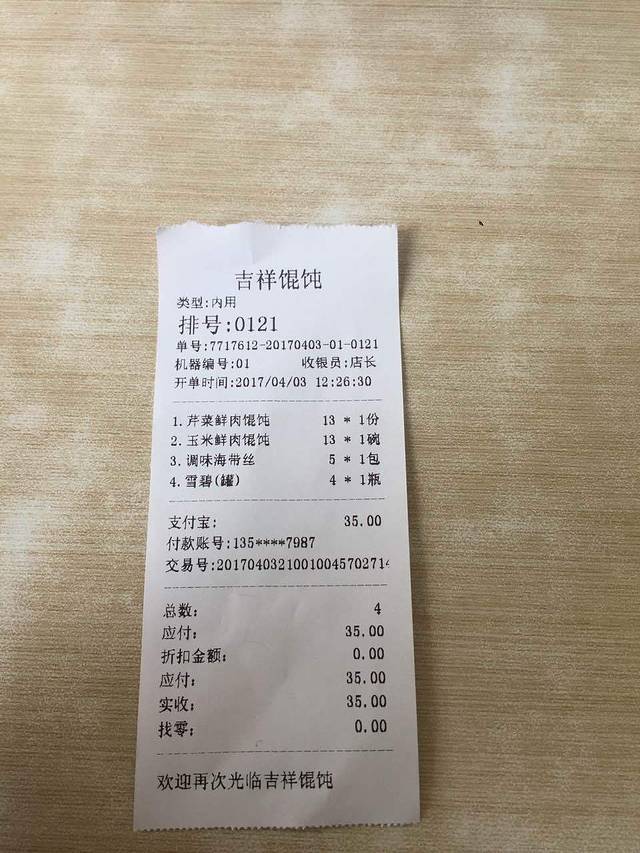 吉祥馄饨
类型:内用
排号:0121
单号:7717612-20170403-01-0121
机器编号:01 收银员:店长
开单时间:2017/04/03 12:26:30
1.芹菜鲜肉馄饨 13 * 1份
2.玉米鲜肉馄饨 13 * 1碗
3.调味海带丝 5 * 1包
4.雪碧(罐) 4 * 1瓶
支付宝: 35.00
付款账号:135****7987
交易号:2017040321001004570271
总数: 4
应付: 35.00
折扣金额: 0.00
应付: 35.00
实收: 35.00
找零: 0.00
欢迎再次光临吉祥馄饨